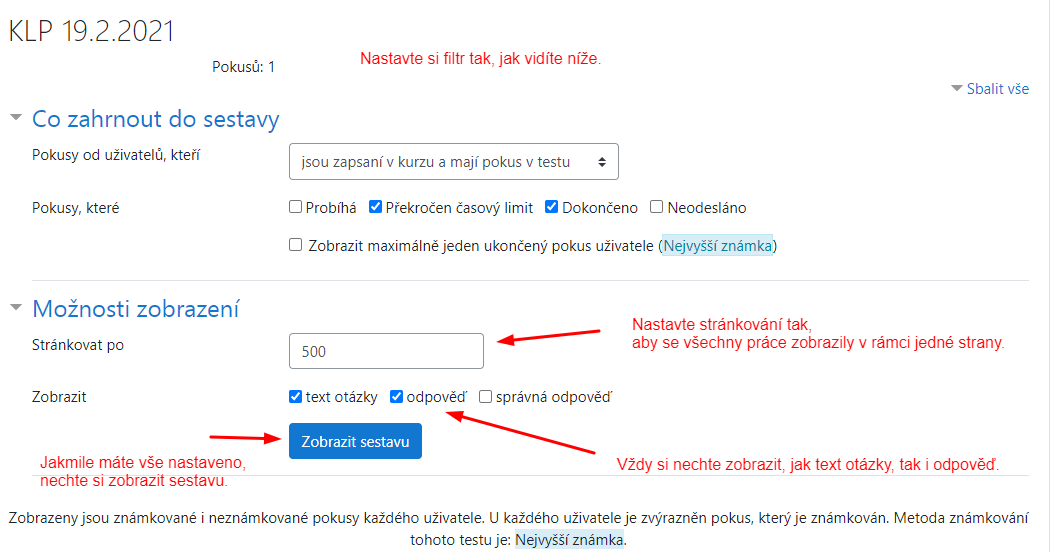 KLP 19.2.2021
Pokusů: 1
Nastavte si filtr tak, jak vidíte níže.
Sbalit vše
Co zahrnout do sestavy
Pokusy od uživatelů, kteří
jsou zapsaní v kurzu a mají pokus v testu
Pokusy, které
Probíhá Překročen časový limit Dokončeno Neodesláno
Zobrazit maximálně jeden ukončený pokus uživatele (Nejvyšší známka)
Možnosti zobrazení
Stránkovat po
500
Nastavte stránkování tak,
aby se všechny práce zobrazily v rámci jedné strany.
Zobrazit
text otázky odpověď správná odpověď
Zobrazit sestavu
Jakmile máte vše nastaveno,
nechte si zobrazit sestavu.
Vždy si nechte zobrazit, jak text otázky, tak i odpověď.
Zobrazeny jsou známkované i neznámkované pokusy každého uživatele. U každého uživatele je zvýrazněn pokus, který je známkován. Metoda známkování
tohoto testu je: Nejvyšší známka.